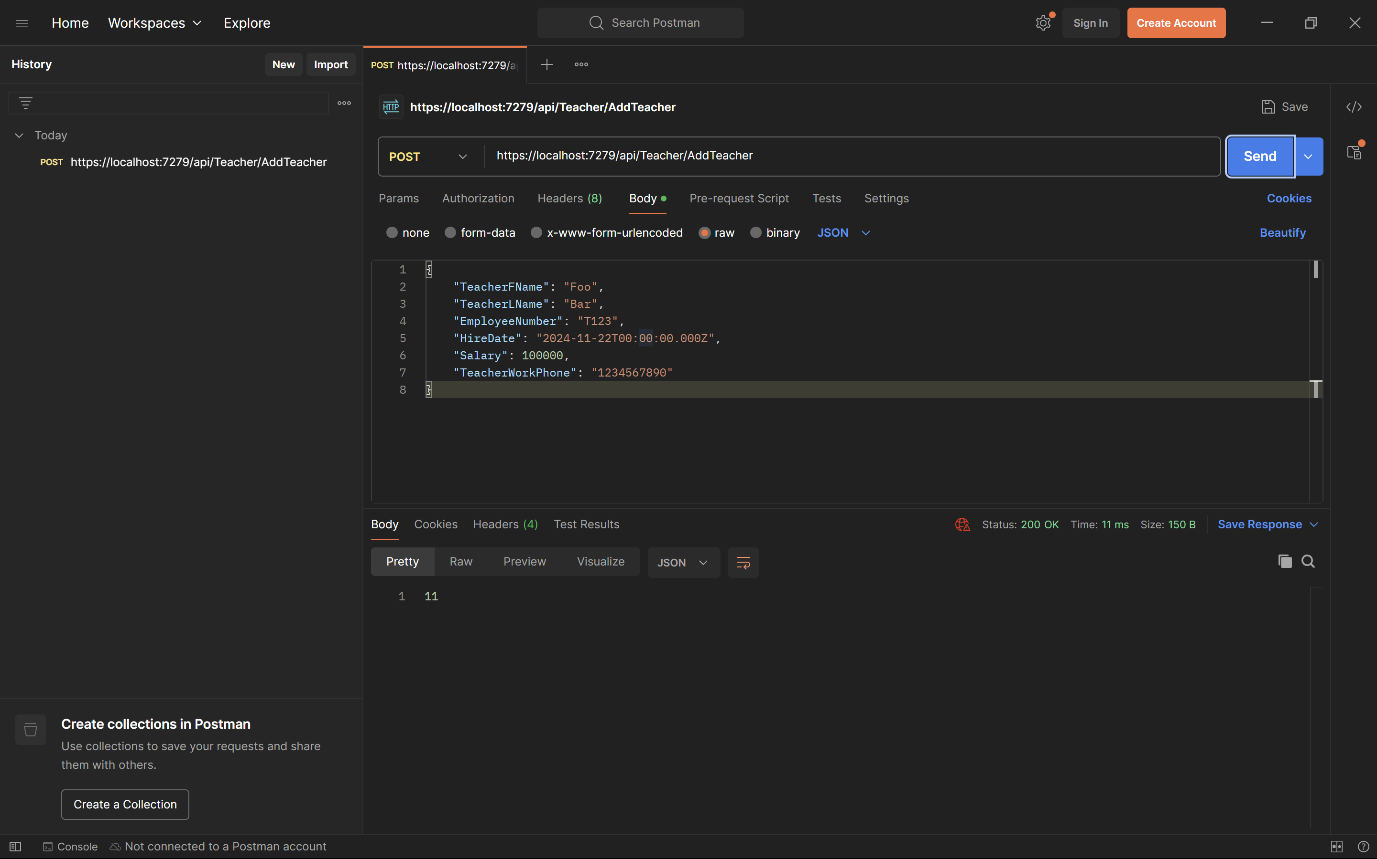 Home Workspaces Explore Search Postman Sign In Create Account
History New Import
POST https://localhost:7279/a
HTTP https://localhost:7279/api/Teacher/AddTeacher Save
Today
POST https://localhost:7279/api/Teacher/AddTeacher
POST https://localhost:7279/api/Teacher/AddTeacher Send
Params Authorization Headers (8) Body Pre-request Script Tests Settings Cookies
none form-data x-www-form-urlencoded raw binary JSON Beautify
1 {
2 "TeacherFName": "Foo",
3 "TeacherLName": "Bar",
4 "EmployeeNumber": "T123",
5 "HireDate": "2024-11-22T00:00:00.000Z",
6 "Salary": 100000,
7 "TeacherWorkPhone": "1234567890"
8 }
Body Cookies Headers (4) Test Results Status: 200 OK Time: 11 ms Size: 150 B Save Response
Pretty Raw Preview Visualize JSON
1 11
Create collections in Postman
Use collections to save your requests and share
them with others.
Create a Collection
Console Not connected to a Postman account